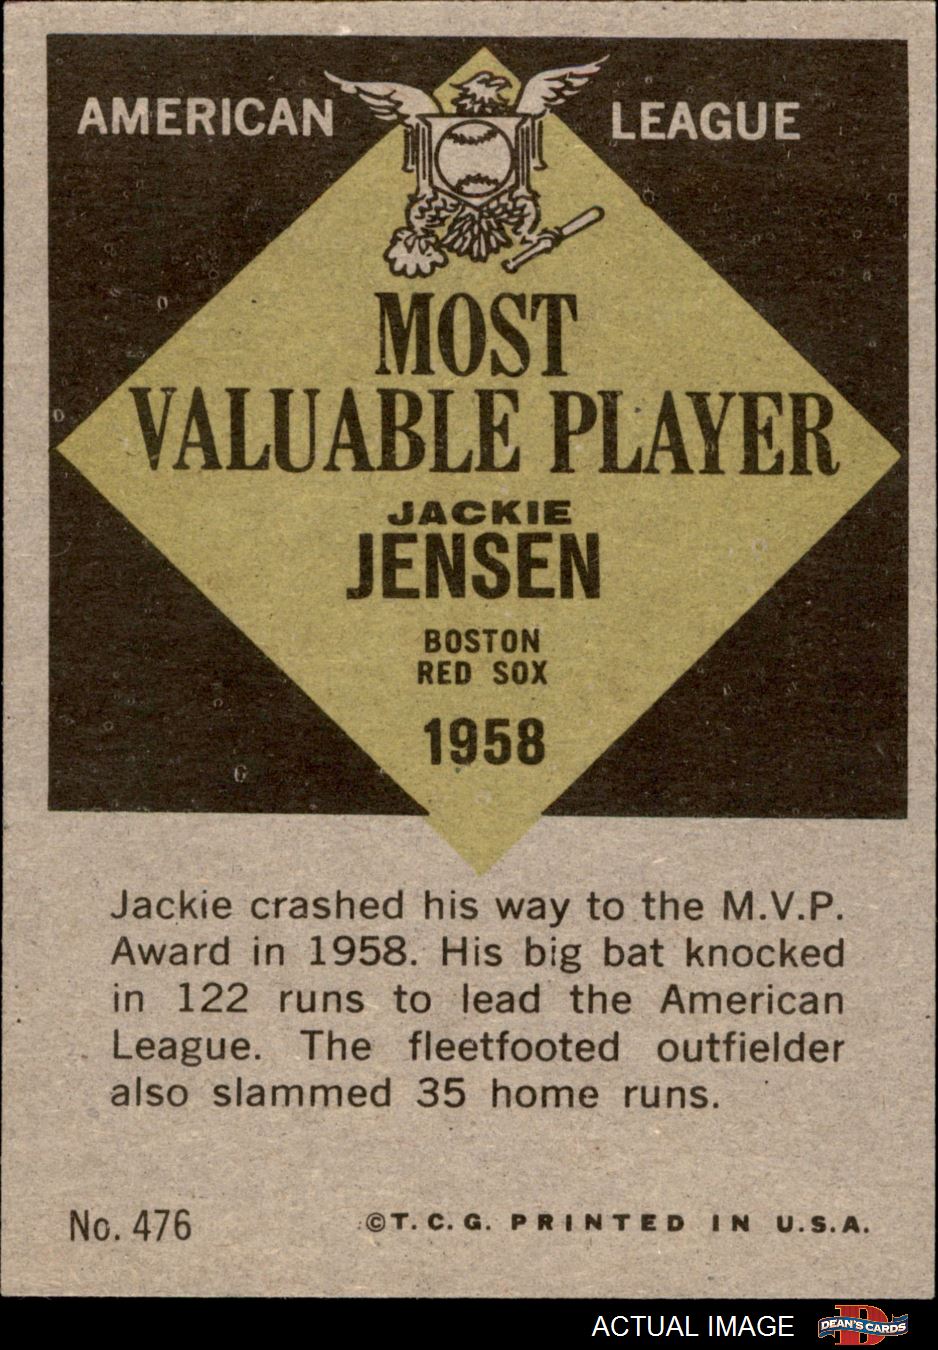 AMERICAN LEAGUE
MOST
VALUABLE PLAYER
JACKIE
JENSEN
BOSTON
RED SOX
1958
Jackie crashed his way to the M.V.P.
Award in 1958. His big bat knocked
in 122 runs to lead the American
League. The fleetfooted outfielder
also slammed 35 home runs.
No. 476 ©T.C.G. PRINTED IN U.S.A.
ACTUAL IMAGE DEAN'S CARDS